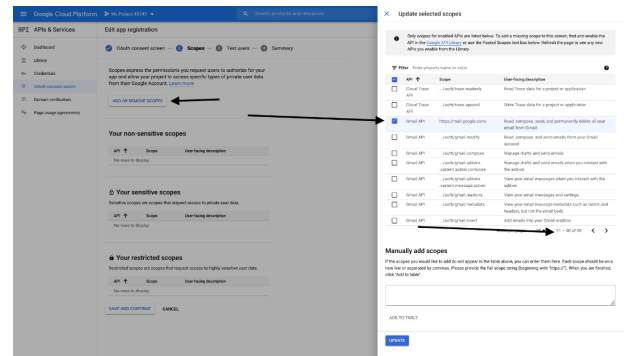 Google Cloud Platform
My Project 40143
Search products and resources
API APIs & Services
Dashboard
Library
Credentials
OAuth consent screen
Domain verification
Page usage agreements
Edit app registration
OAuth consent screen — 2 Scopes — 3 Test users — 4 Summary
Scopes express the permissions you request users to authorize for your
app and allow your project to access specific types of private user data
from their Google Account. Learn more
ADD OR REMOVE SCOPES
Your non-sensitive scopes
API Scope User-facing description
No rows to display
Your sensitive scopes
Sensitive scopes are scopes that request access to private user data.
API Scope User-facing description
No rows to display
Your restricted scopes
Restricted scopes are scopes that request access to highly sensitive user data.
API Scope User-facing description
No rows to display
SAVE AND CONTINUE CANCEL
Update selected scopes
Only scopes for enabled APIs are listed below. To add a missing scope to this screen, find and enable the
API in the Google API Library or use the Pasted Scopes text box below. Refresh the page to see any new
APIs you enable from the Library.
Filter Enter property name or value
API Scope User-facing description
Cloud Trace API .../auth/trace.readonly Read Trace data for a project or application
Cloud Trace API .../auth/trace.append Write Trace data for a project or application
Gmail API https://mail.google.com/ Read, compose, send, and permanently delete all your email from Gmail
Gmail API .../auth/gmail.modify Read, compose, and send emails from your Gmail account
Gmail API .../auth/gmail.compose Manage drafts and send emails
Gmail API .../auth/gmail.addons.current.action.compose Manage drafts and send emails when you interact with the add-on
Gmail API .../auth/gmail.addons.current.message.action View your email messages when you interact with the add-on
Gmail API .../auth/gmail.readonly View your email messages and settings
Gmail API .../auth/gmail.metadata View your email message metadata such as labels and headers, but not the email body
Gmail API .../auth/gmail.insert Add emails into your Gmail mailbox
21 – 30 of 39
Manually add scopes
If the scopes you would like to add do not appear in the table above, you can enter them here. Each scope should be on a
new line or separated by commas. Please provide the full scope string (beginning with "https://"). When you are finished,
click "Add to table".
ADD TO TABLE
UPDATE